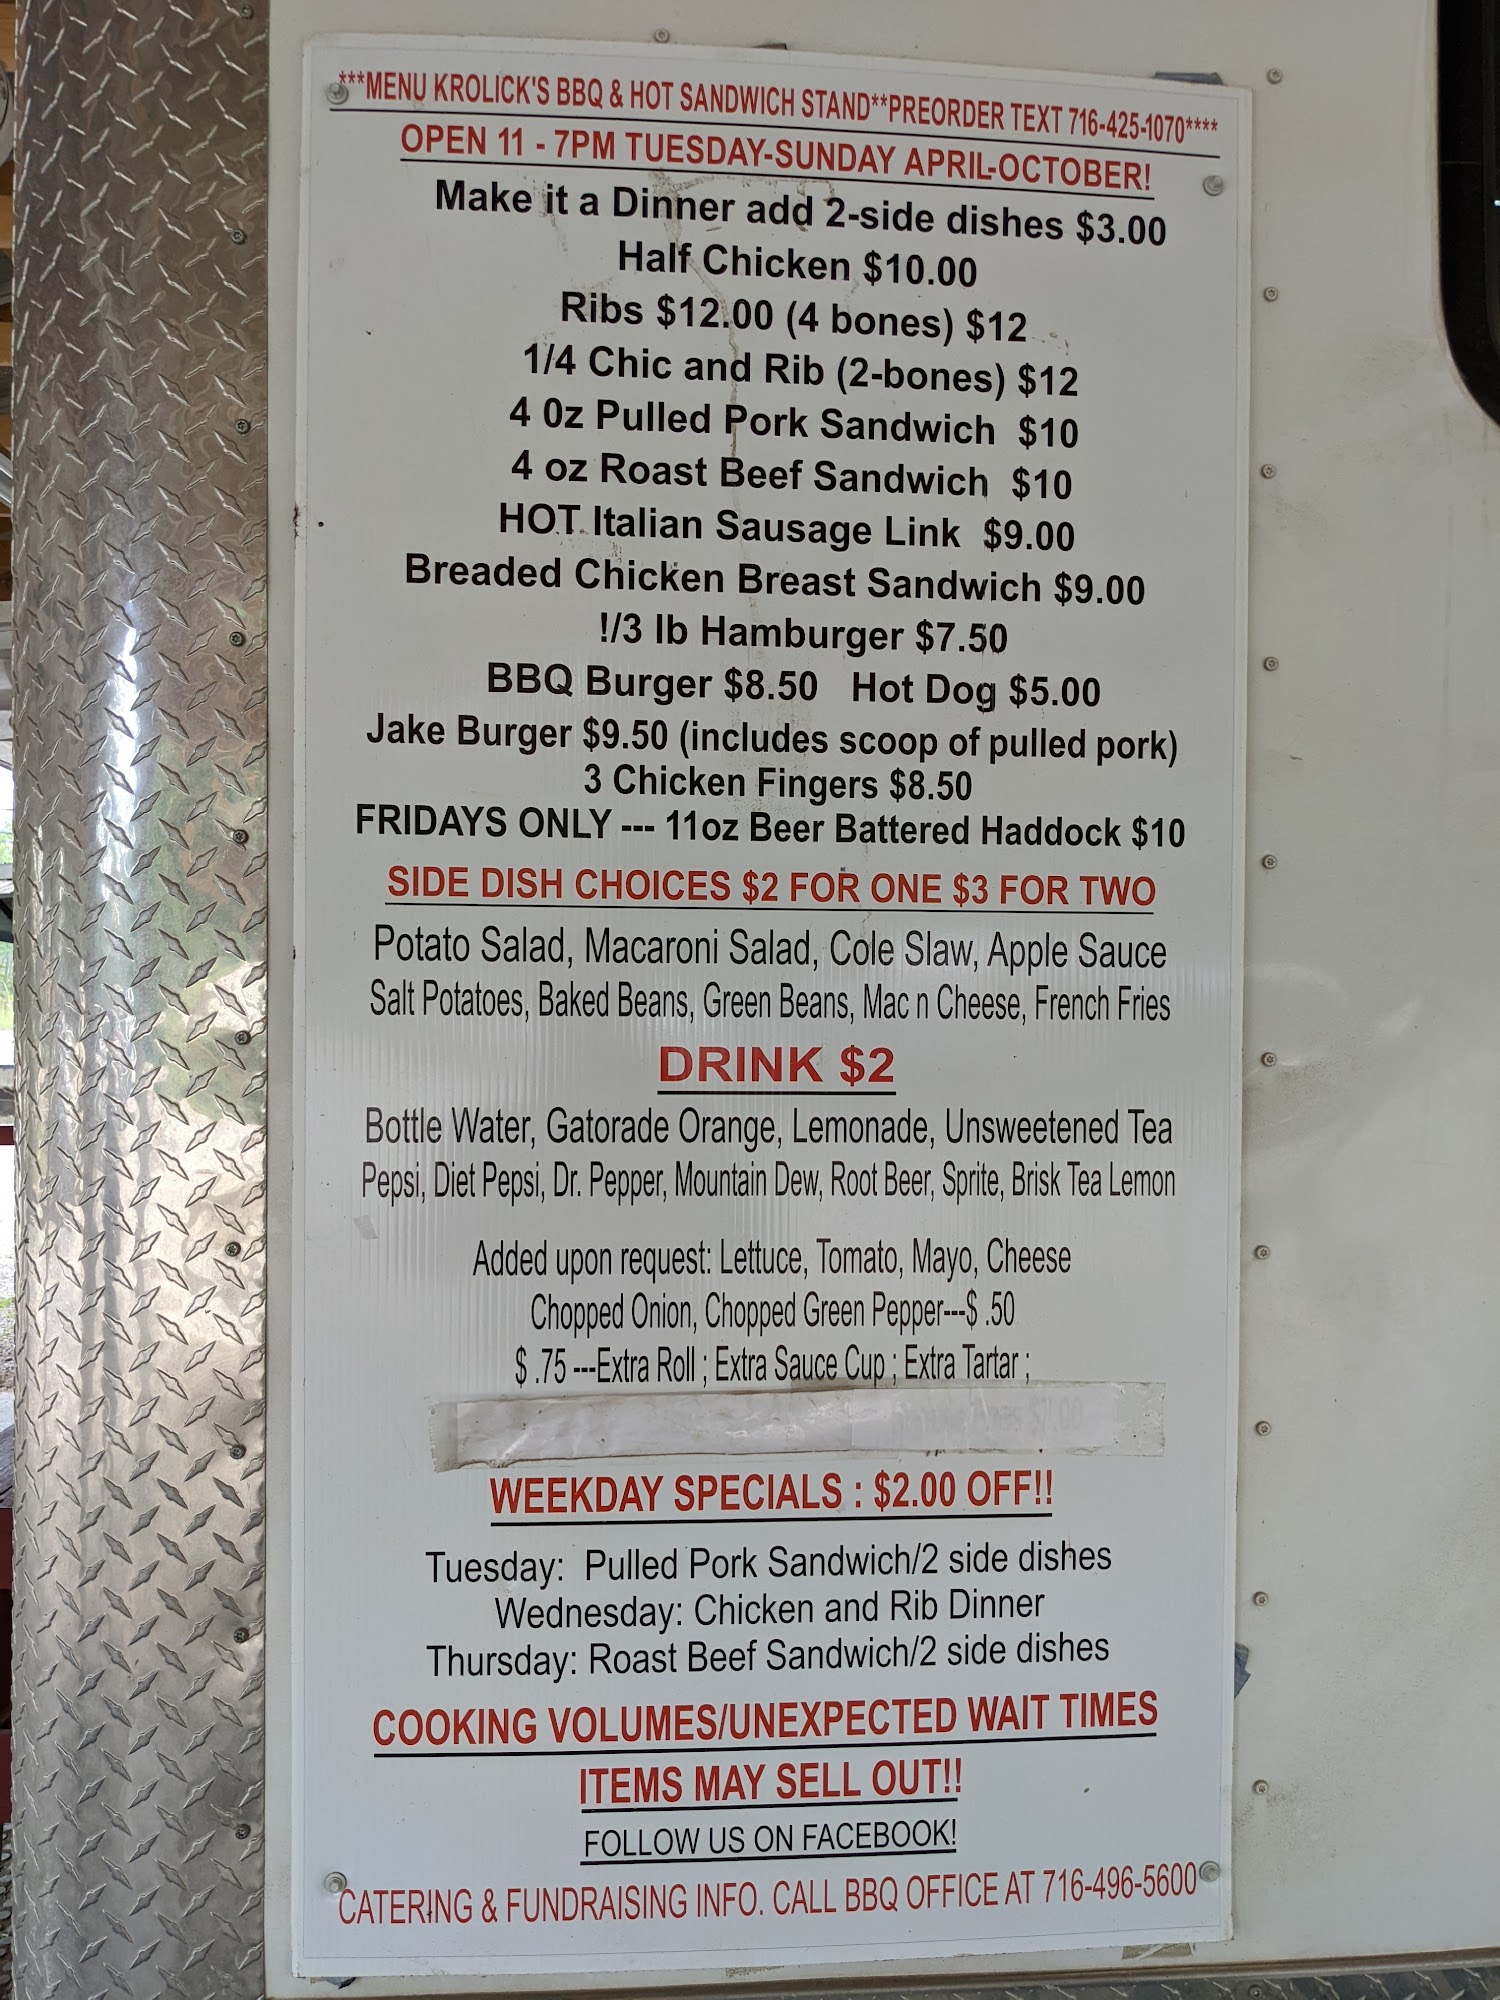 ***MENU KROLICK'S BBQ & HOT SANDWICH STAND**PREORDER TEXT 716-425-1070****
OPEN 11 - 7PM TUESDAY-SUNDAY APRIL-OCTOBER!
Make it a Dinner add 2-side dishes $3.00
Half Chicken $10.00
Ribs $12.00 (4 bones) $12
1/4 Chic and Rib (2-bones) $12
4 0z Pulled Pork Sandwich $10
4 oz Roast Beef Sandwich $10
HOT Italian Sausage Link $9.00
Breaded Chicken Breast Sandwich $9.00
!/3 lb Hamburger $7.50
BBQ Burger $8.50 Hot Dog $5.00
Jake Burger $9.50 (includes scoop of pulled pork)
3 Chicken Fingers $8.50
FRIDAYS ONLY --- 11oz Beer Battered Haddock $10
SIDE DISH CHOICES $2 FOR ONE $3 FOR TWO
Potato Salad, Macaroni Salad, Cole Slaw, Apple Sauce
Salt Potatoes, Baked Beans, Green Beans, Mac n Cheese, French Fries
DRINK $2
Bottle Water, Gatorade Orange, Lemonade, Unsweetened Tea
Pepsi, Diet Pepsi, Dr. Pepper, Mountain Dew, Root Beer, Sprite, Brisk Tea Lemon
Added upon request: Lettuce, Tomato, Mayo, Cheese
Chopped Onion, Chopped Green Pepper---$ .50
$ .75 ---Extra Roll ; Extra Sauce Cup ; Extra Tartar ;
WEEKDAY SPECIALS : $2.00 OFF!!
Tuesday: Pulled Pork Sandwich/2 side dishes
Wednesday: Chicken and Rib Dinner
Thursday: Roast Beef Sandwich/2 side dishes
COOKING VOLUMES/UNEXPECTED WAIT TIMES
ITEMS MAY SELL OUT!!
FOLLOW US ON FACEBOOK!
CATERING & FUNDRAISING INFO. CALL BBQ OFFICE AT 716-496-5600